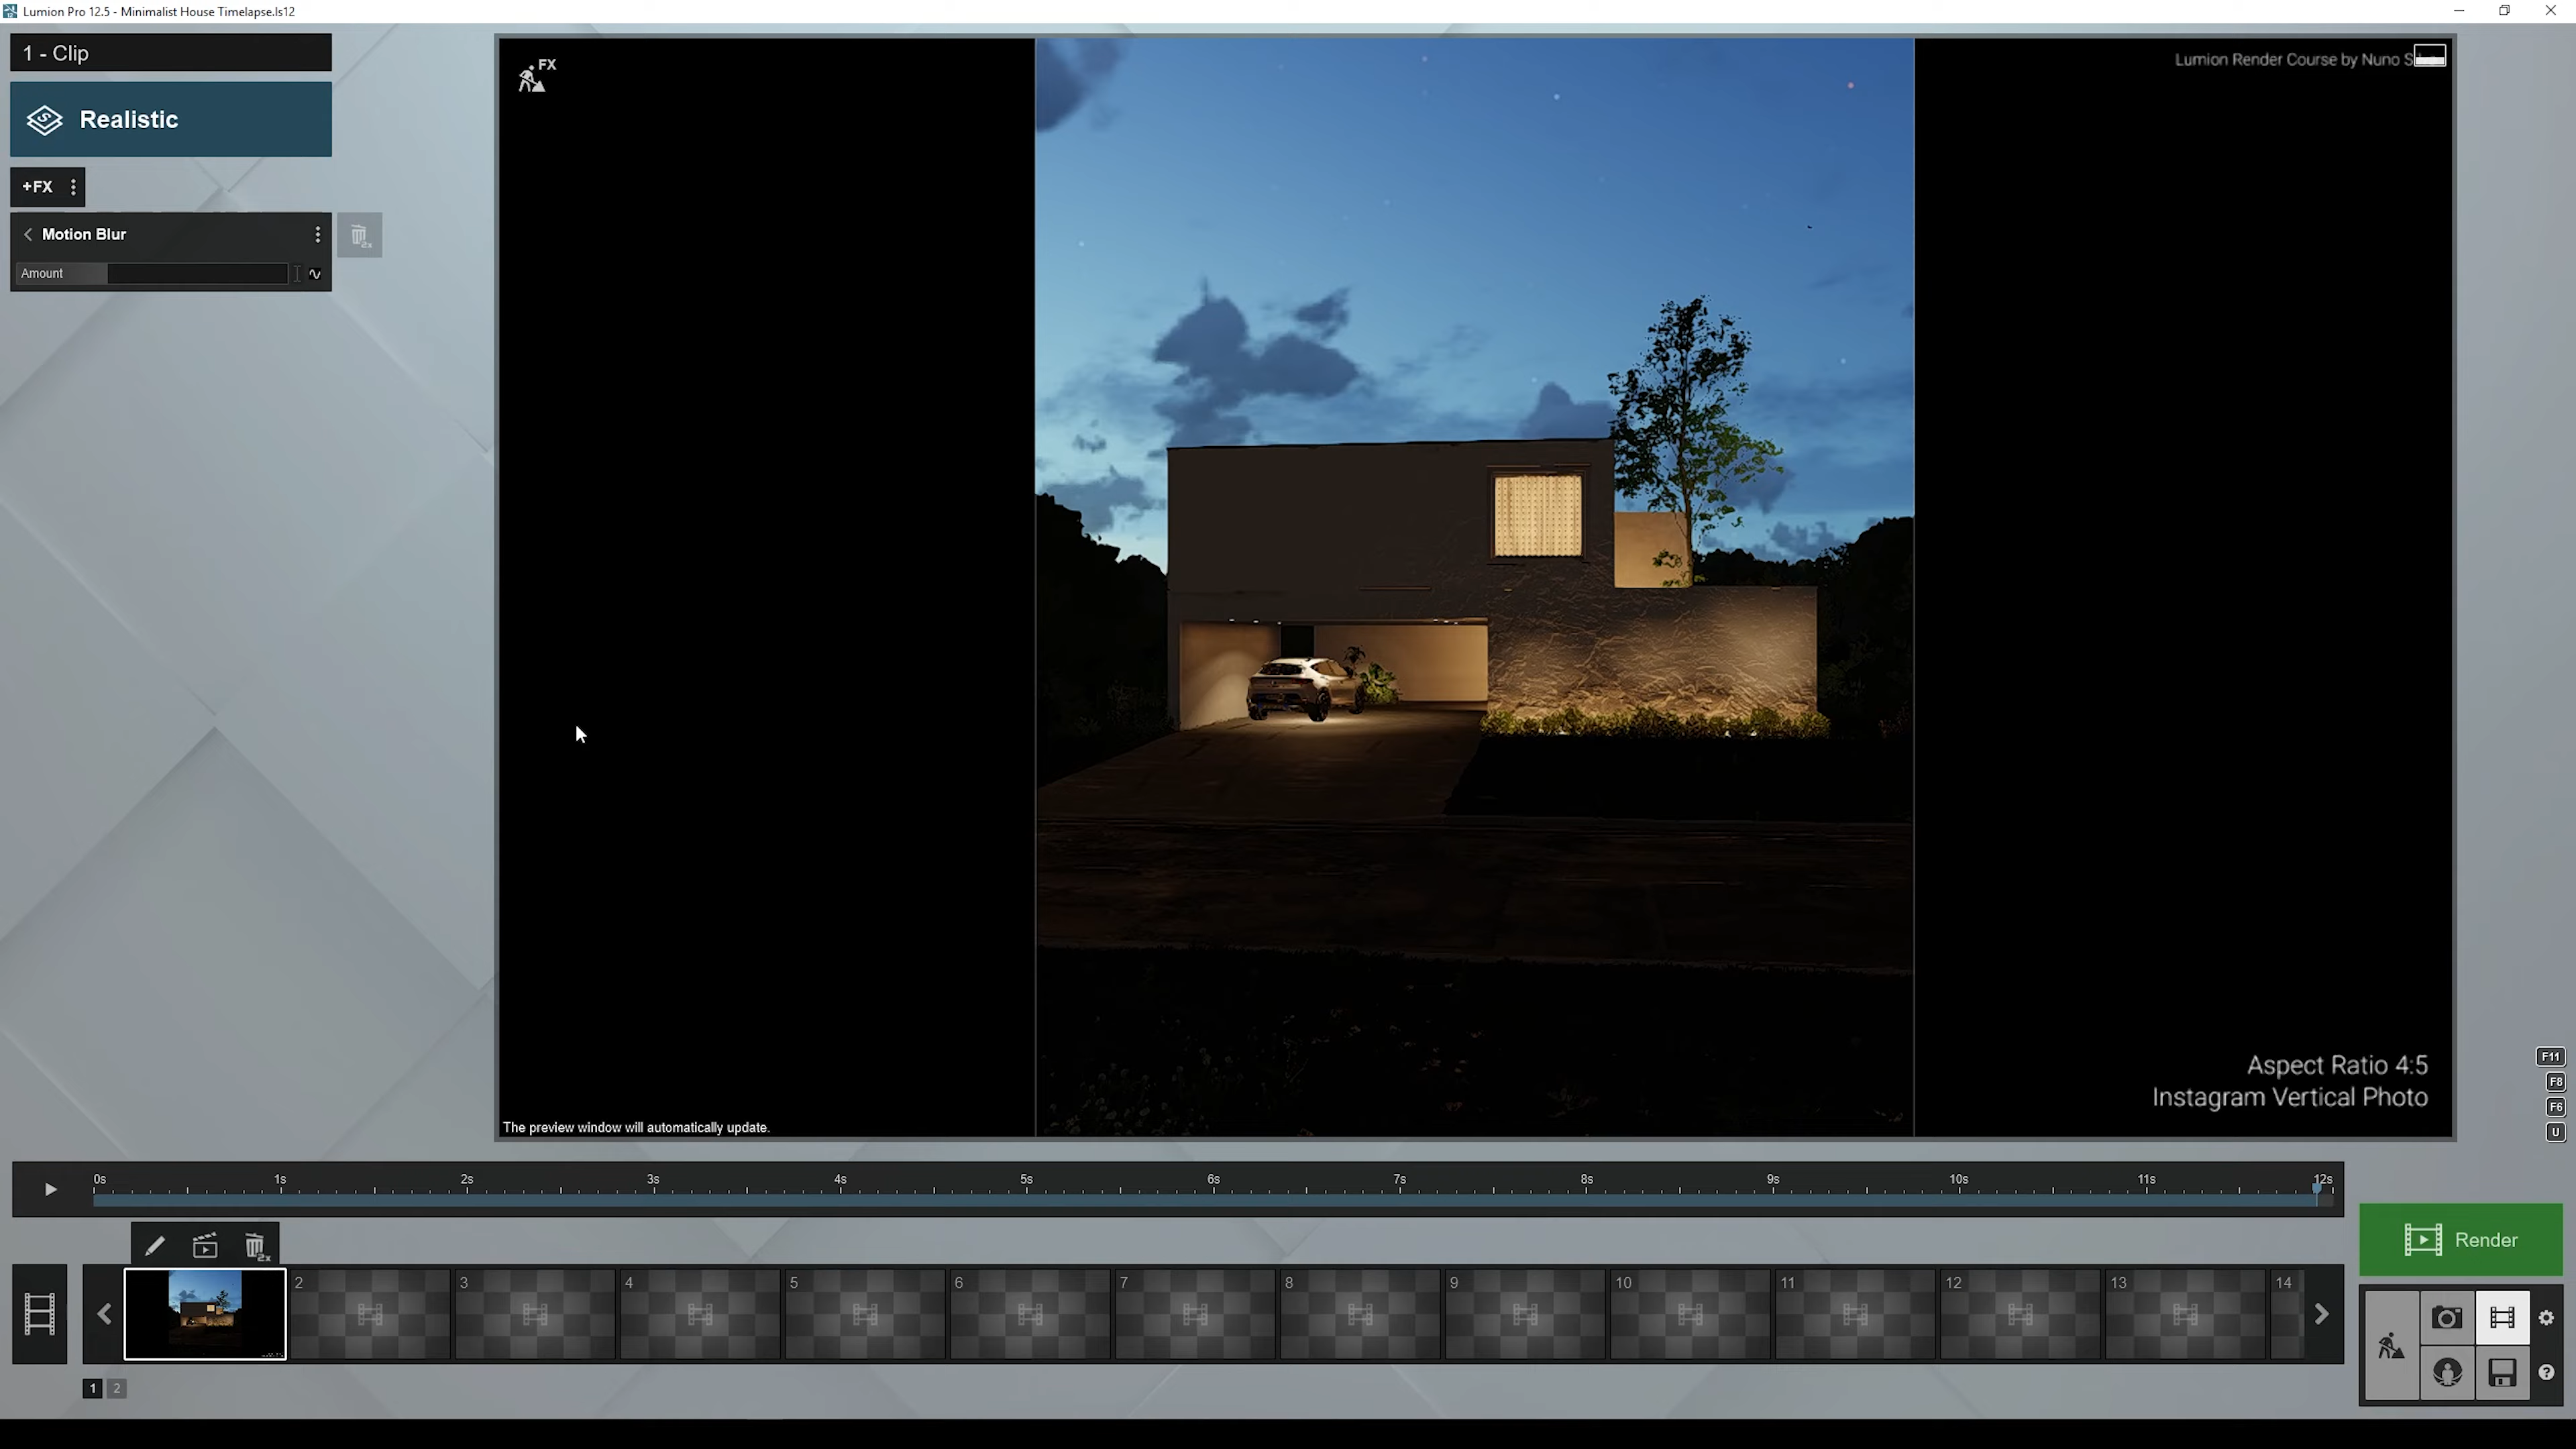 Lumion Pro 12.5 - Minimalist House Timelapse.ls12
1 - Clip
Realistic
+FX
Motion Blur
Amount
2x
FX
Lumion Render Course by Nuno
The preview window will automatically update.
Aspect Ratio 4:5
Instagram Vertical Photo
F11
F8
F6
U
0s 1s 2s 3s 4s 5s 6s 7s 8s 9s 10s 11s 12s
2x
Render
2 3 4 5 6 7 8 9 10 11 12 13 14
?
1 2